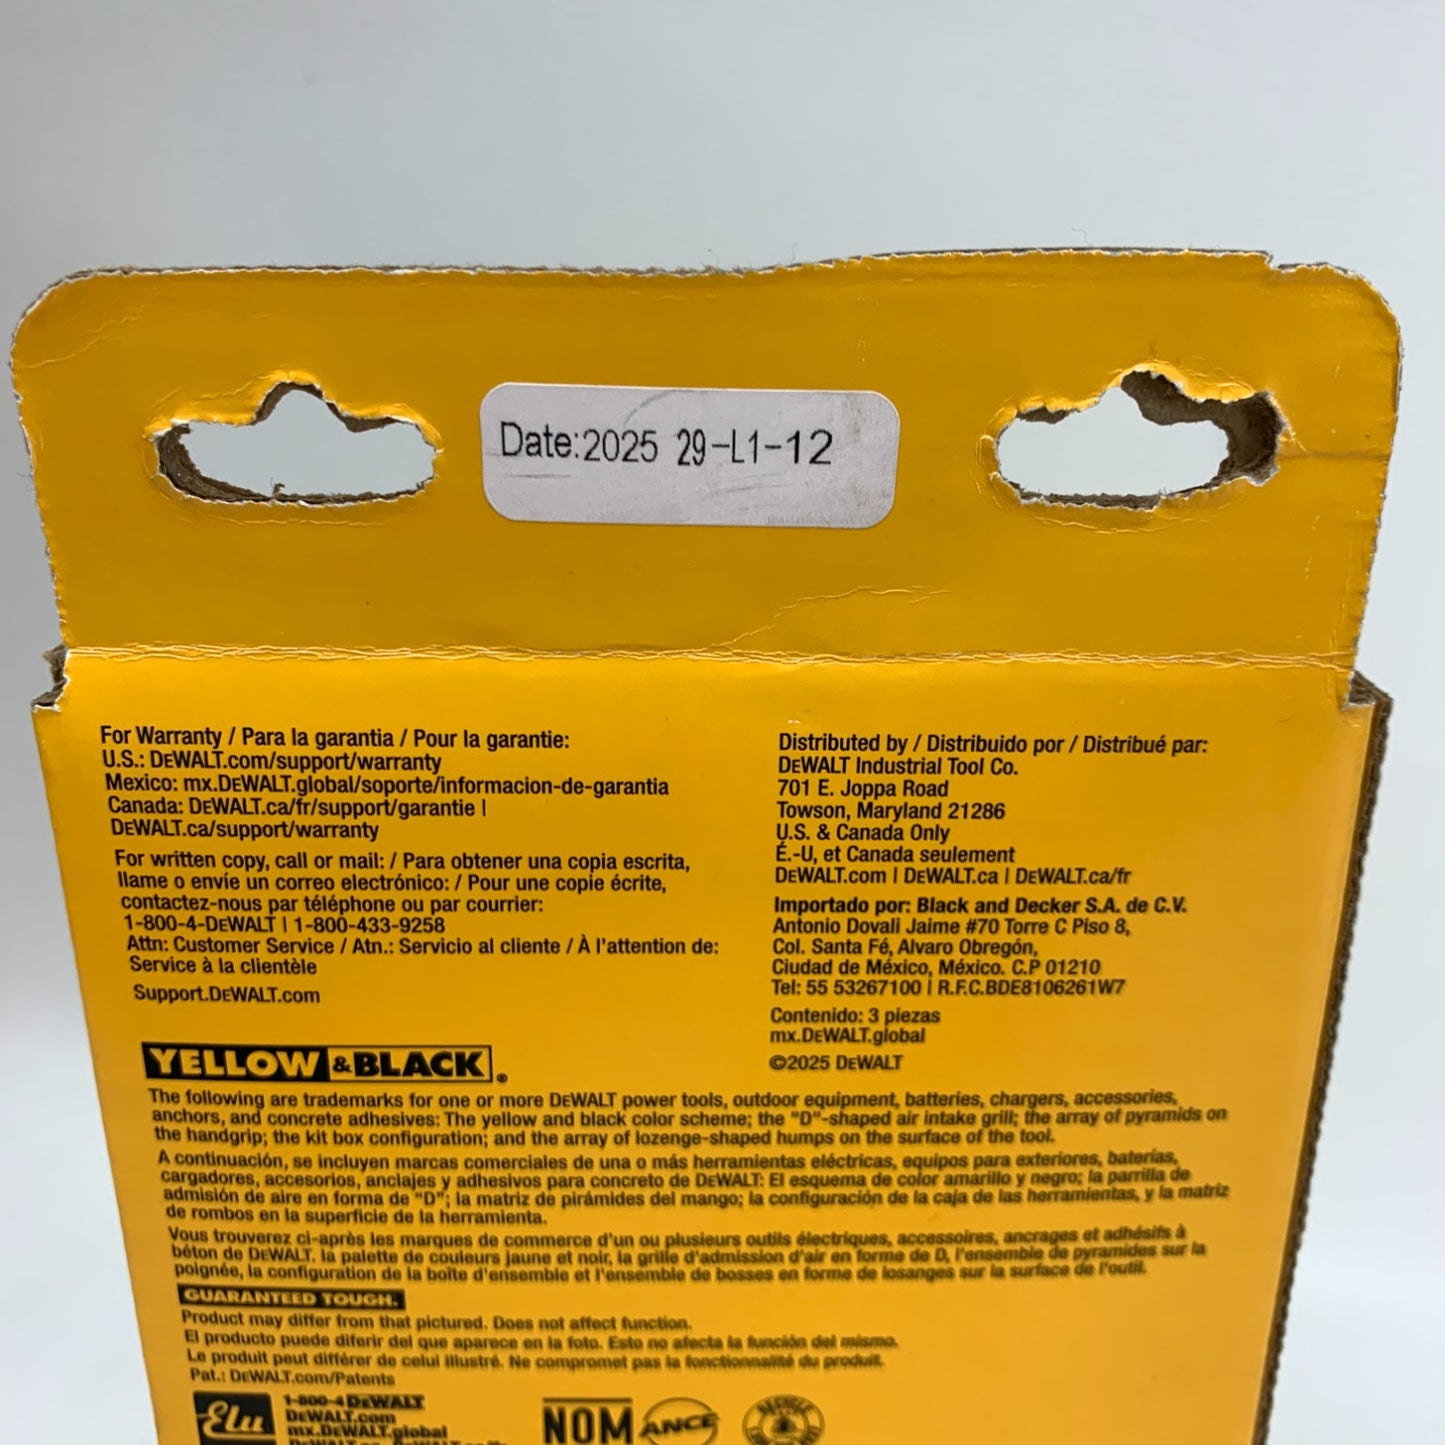 Date:2025 29-L1-12
For Warranty / Para la garantia / Pour la garantie:
U.S.: DEWALT.com/support/warranty
Mexico: mx.DEWALT.global/soporte/informacion-de-garantia
Canada: DEWALT.ca/fr/support/garantie |
DEWALT.ca/support/warranty
For written copy, call or mail: / Para obtener una copia escrita,
llame o envíe un correo electrónico: / Pour une copie écrite,
contactez-nous par téléphone ou par courrier:
1-800-4-DEWALT | 1-800-433-9258
Attn: Customer Service / Atn.: Servicio al cliente / À l'attention de:
Service à la clientèle
Support.DEWALT.com
Distributed by / Distribuido por / Distribué par:
DEWALT Industrial Tool Co.
701 E. Joppa Road
Towson, Maryland 21286
U.S. & Canada Only
É.-U, et Canada seulement
DEWALT.com | DEWALT.ca | DEWALT.ca/fr
Importado por: Black and Decker S.A. de C.V.
Antonio Dovali Jaime #70 Torre C Piso 8,
Col. Santa Fé, Alvaro Obregón,
Ciudad de México, México. C.P 01210
Tel: 55 53267100 | R.F.C.BDE8106261W7
Contenido: 3 piezas
mx.DEWALT.global
©2025 DEWALT
YELLOW & BLACK®
The following are trademarks for one or more DEWALT power tools, outdoor equipment, batteries, chargers, accessories,
anchors, and concrete adhesives: The yellow and black color scheme; the "D"-shaped air intake grill; the array of pyramids on
the handgrip; the kit box configuration; and the array of lozenge-shaped humps on the surface of the tool.
A continuación, se incluyen marcas comerciales de una o más herramientas eléctricas, equipos para exteriores, baterías,
cargadores, accesorios, anclajes y adhesivos para concreto de DEWALT: El esquema de color amarillo y negro; la parrilla de
admisión de aire en forma de "D"; la matriz de pirámides del mango; la configuración de la caja de las herramientas, y la matriz
de rombos en la superficie de la herramienta.
Vous trouverez ci-après les marques de commerce d'un ou plusieurs outils électriques, accessoires, ancrages et adhésifs à
béton de DEWALT. la palette de couleurs jaune et noir, la grille d'admission d'air en forme de D, l'ensemble de pyramides sur la
poignée, la configuration de la boîte d'ensemble et l'ensemble de bosses en forme de losanges sur la surface de l'outil.
GUARANTEED TOUGH.
Product may differ from that pictured. Does not affect function.
El producto puede diferir del que aparece en la foto. Esto no afecta la función del mismo.
Le produit peut différer de celui illustré. Ne compromet pas la fonctionnalité du produit.
Pat.: DEWALT.com/Patents
Elu
1-800-4 DEWALT
DEWALT.com
mx.DEWALT.global
NOM
ANCE